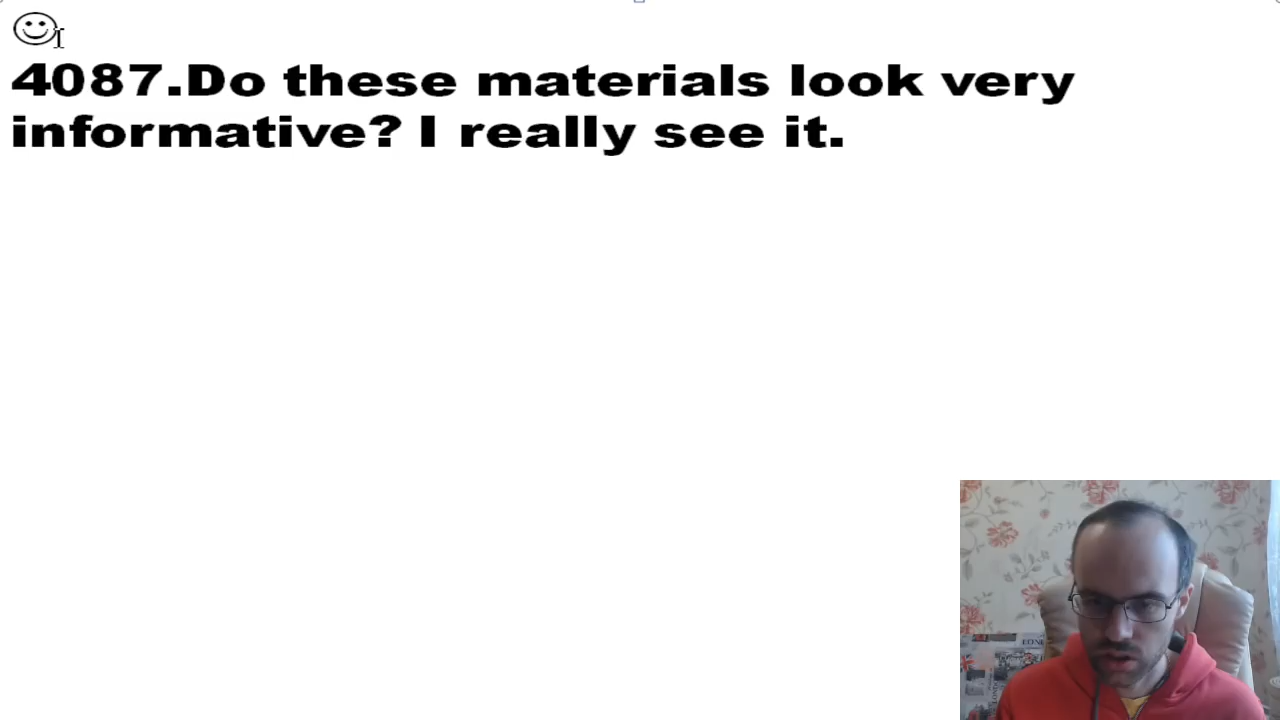 4087.Do these materials look very
informative? I really see it.